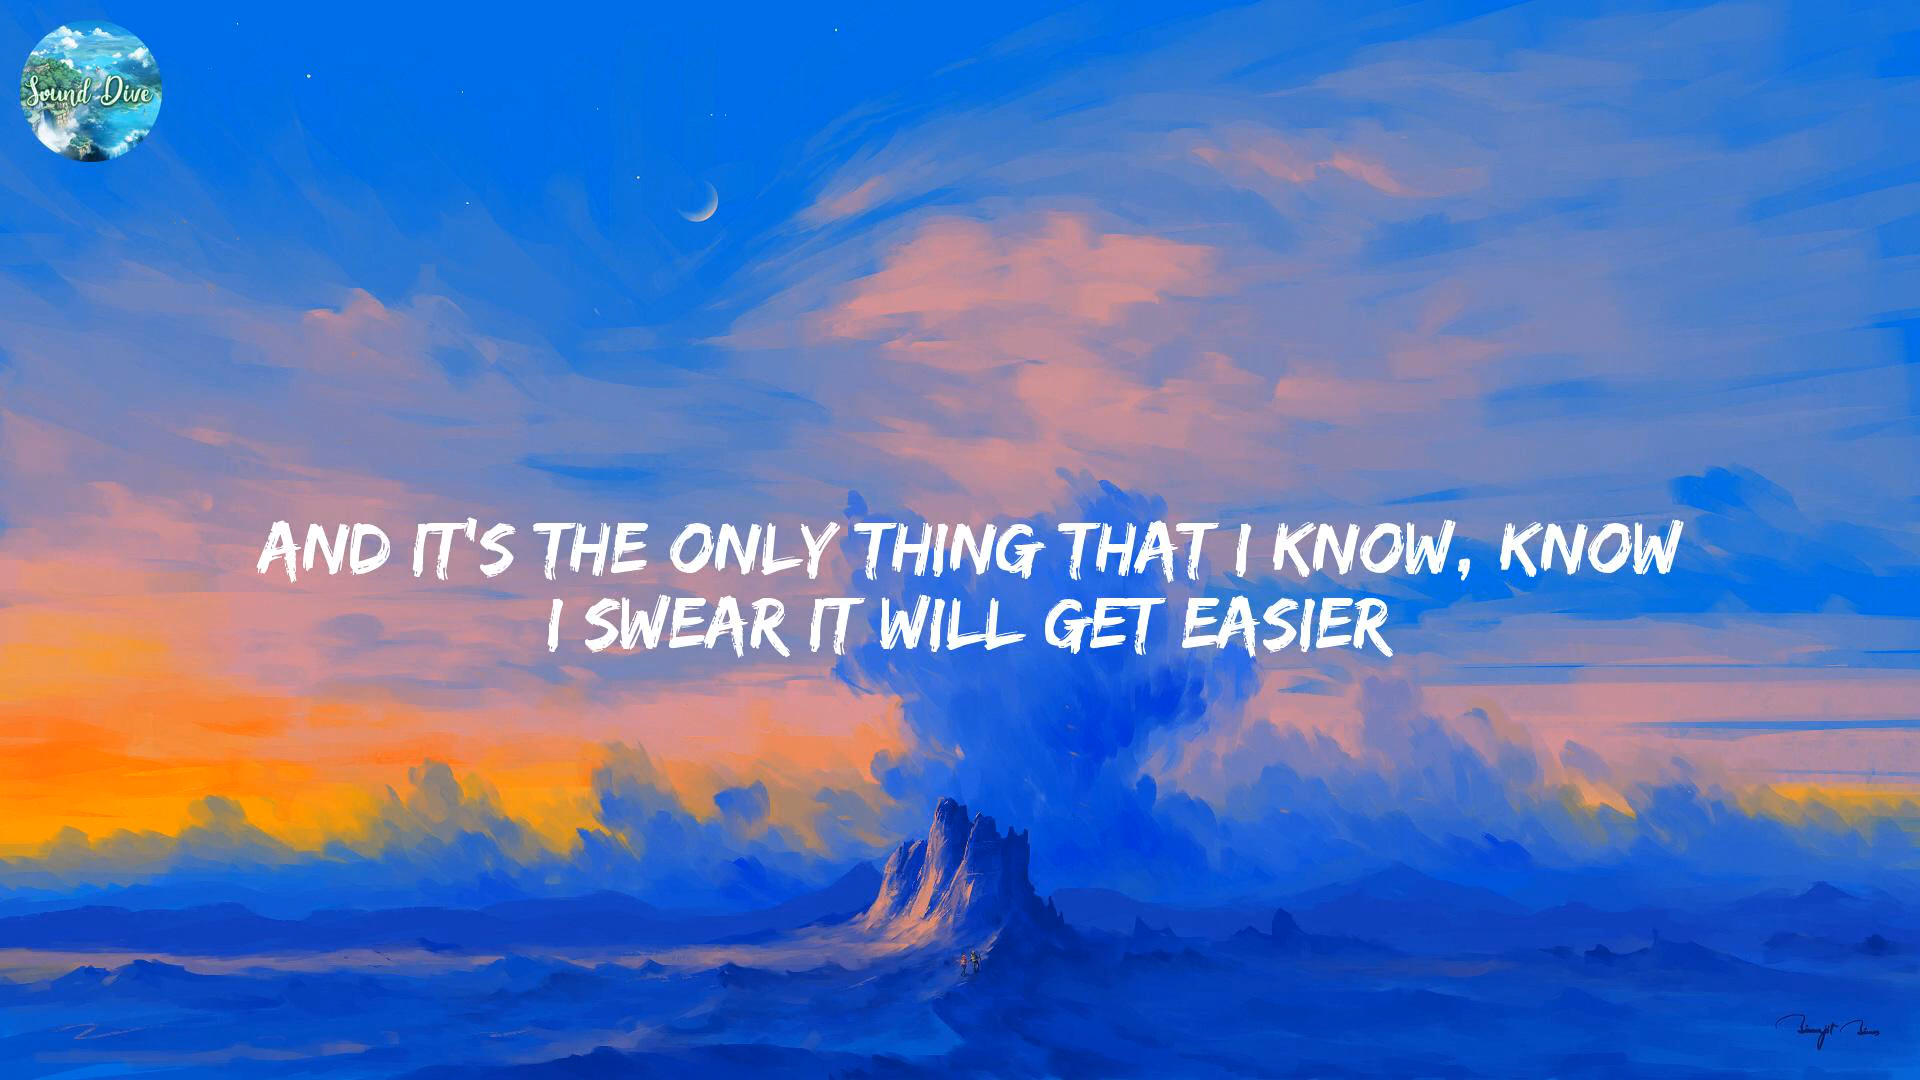 Sound Dive
AND IT'S THE ONLY THING THAT I KNOW, KNOW
I SWEAR IT WILL GET EASIER